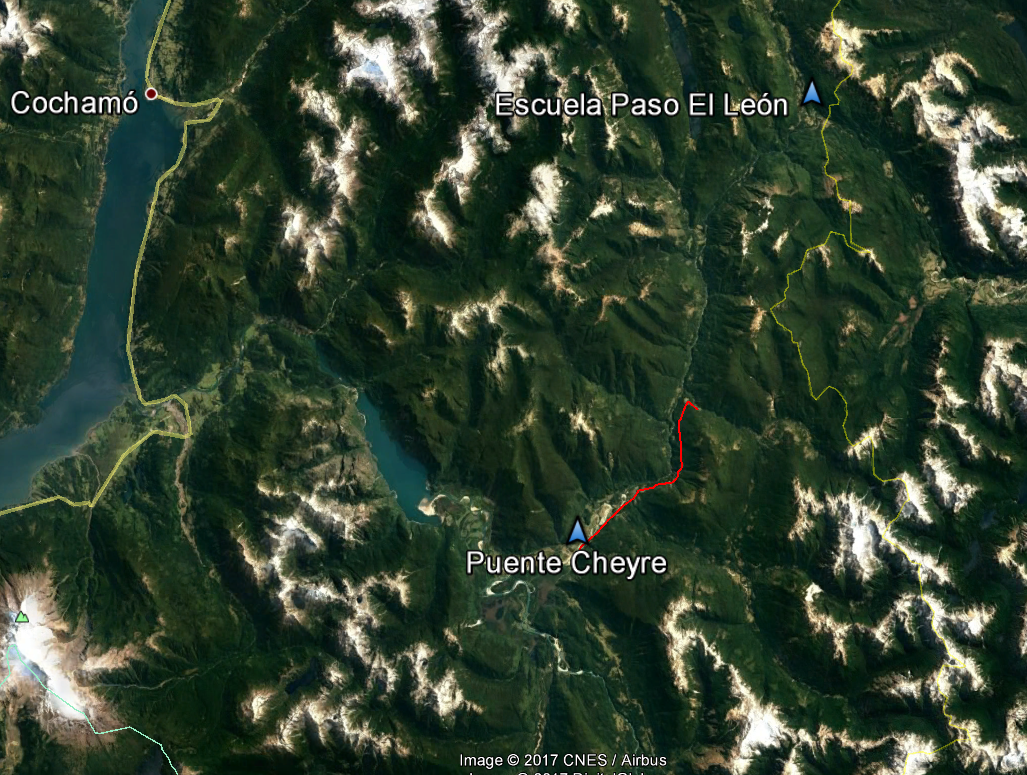 Cochamó
Escuela Paso El León
Puente Cheyre
Image © 2017 CNES / Airbus